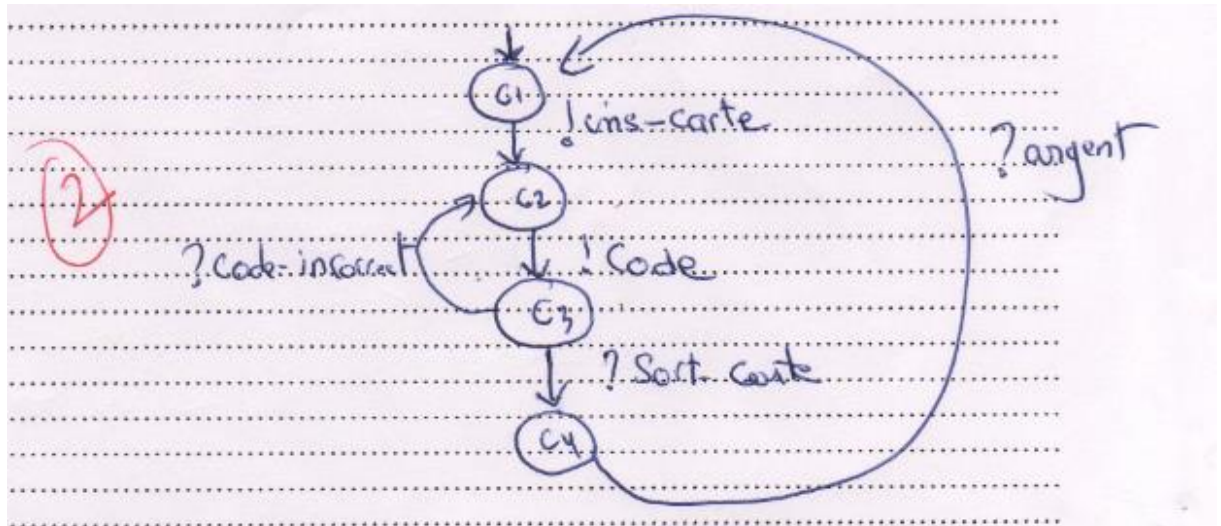 C1
! ins-carte
? argent
2
C2
? Code-incorrect
! Code
C3
? Sort-carte
C4